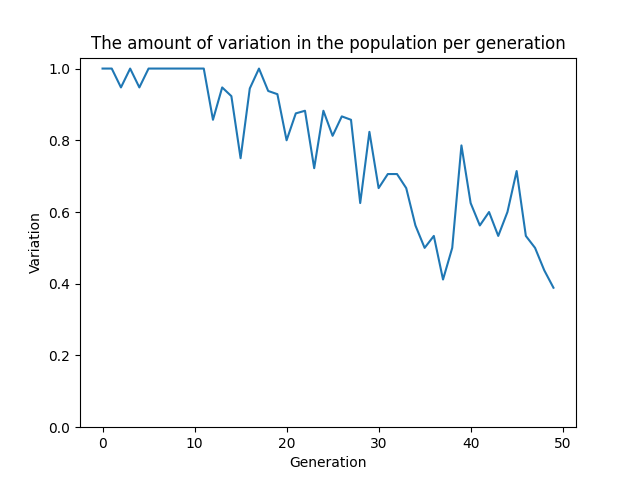 The amount of variation in the population per generation
1.0
0.8
0.6
0.4
0.2
0.0
Variation
0 10 20 30 40 50
Generation